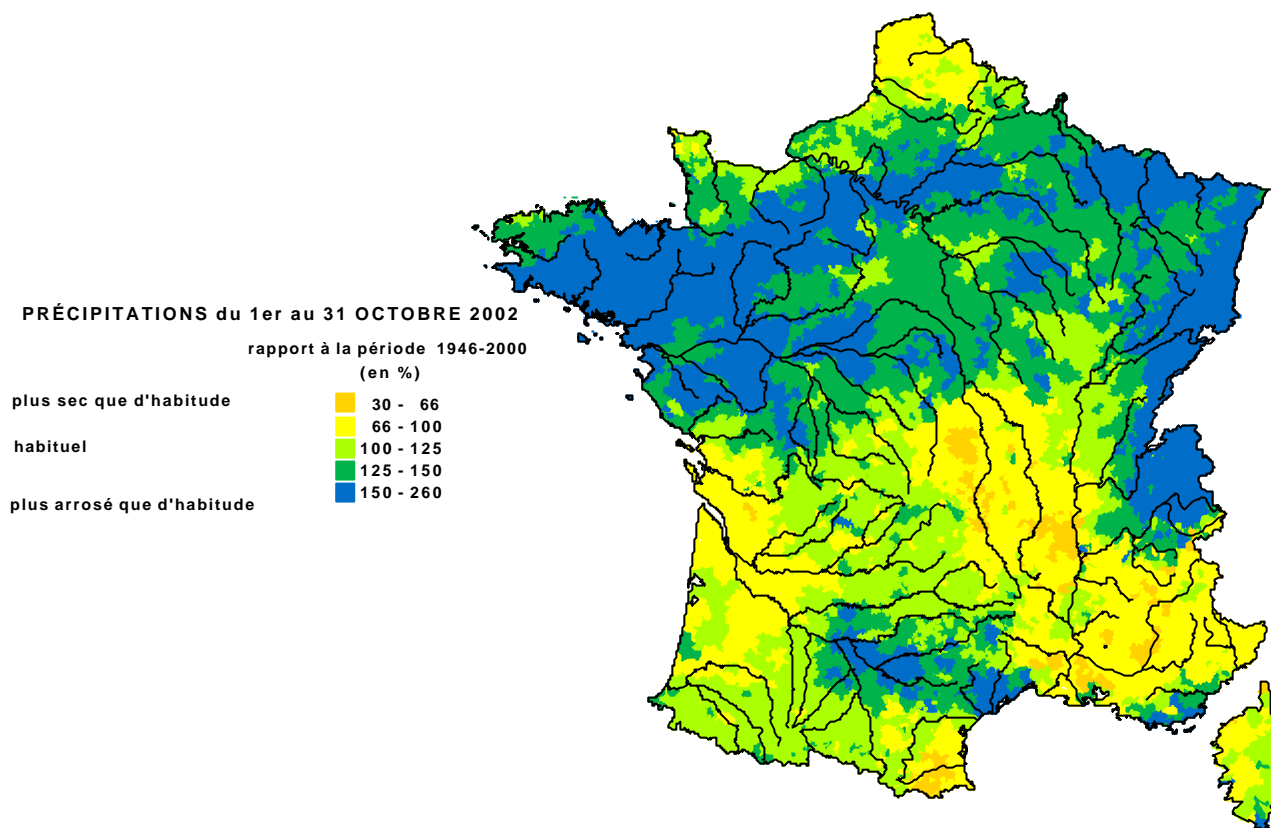 PRÉCIPITATIONS du 1er au 31 OCTOBRE 2002
rapport à la période 1946-2000
(en %)
plus sec que d'habitude
30 - 66
66 - 100
habituel
100 - 125
125 - 150
150 - 260
plus arrosé que d'habitude